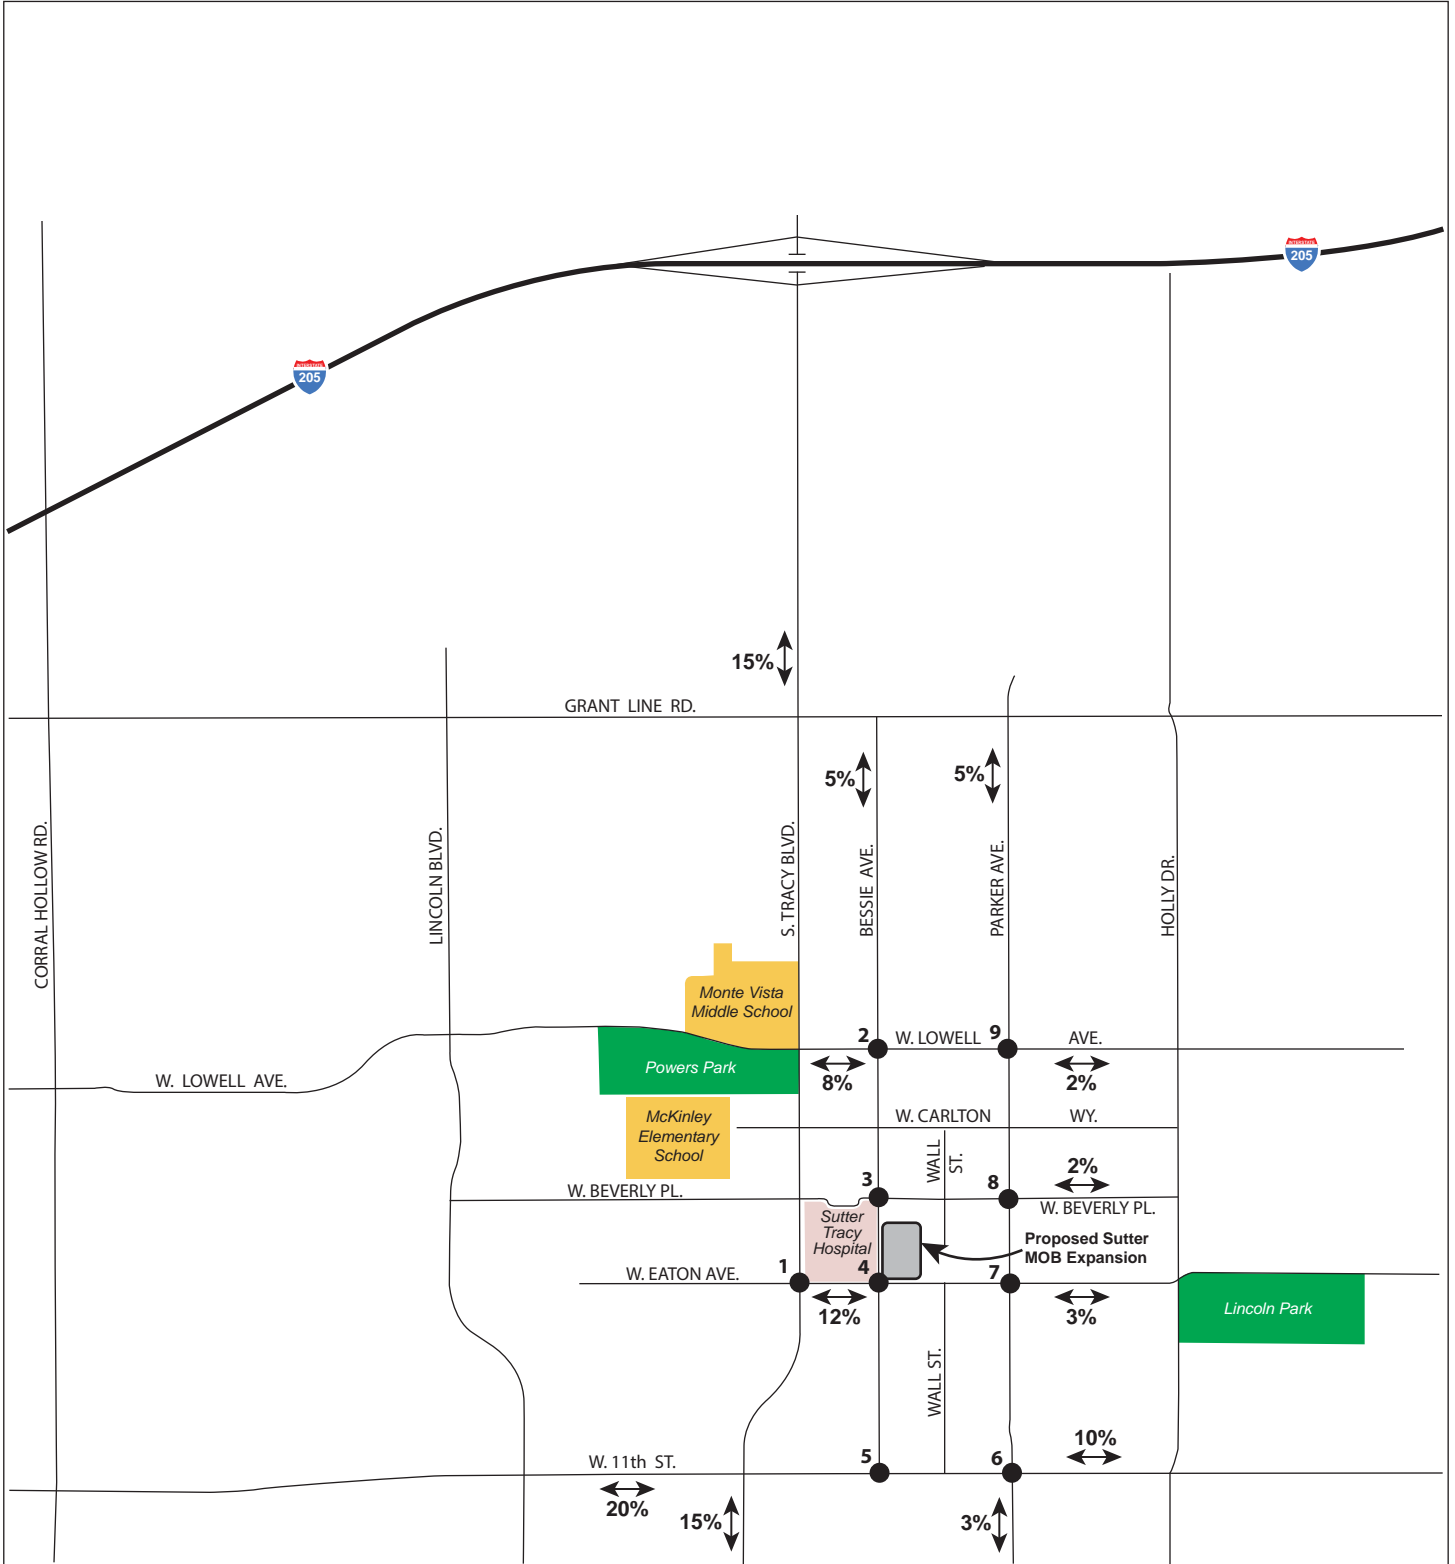 INTERSTATE
205
INTERSTATE
205
15%
GRANT LINE RD.
5%
5%
CORRAL HOLLOW RD.
LINCOLN BLVD.
S. TRACY BLVD.
BESSIE AVE.
PARKER AVE.
HOLLY DR.
Monte Vista
Middle School
2
W. LOWELL
9
AVE.
Powers Park
8%
2%
W. LOWELL AVE.
McKinley
Elementary
School
W. CARLTON
WY.
WALL
ST.
2%
3
8
W. BEVERLY PL.
W. BEVERLY PL.
Sutter
Tracy
Hospital
Proposed Sutter
MOB Expansion
1
4
7
W. EATON AVE.
12%
3%
Lincoln Park
WALL ST.
10%
5
6
W. 11th ST.
20%
15%
3%